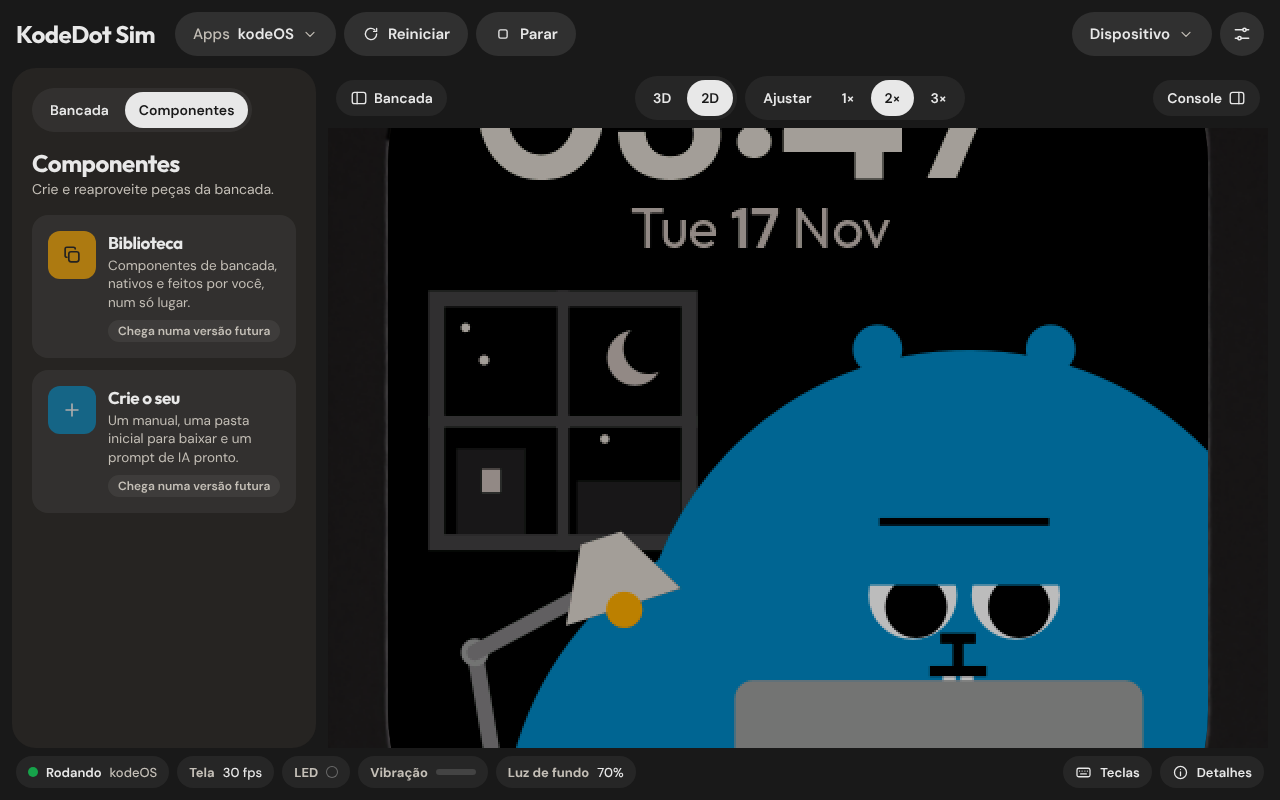 KodeDot Sim
Apps kodeOS
Reiniciar
Parar
Dispositivo
Bancada
Componentes
Bancada
3D
2D
Ajustar
1×
2×
3×
Console
Componentes
Crie e reaproveite peças da bancada.
Biblioteca
Componentes de bancada,
nativos e feitos por você,
num só lugar.
Chega numa versão futura
Crie o seu
Um manual, uma pasta
inicial para baixar e um
prompt de IA pronto.
Chega numa versão futura
Tue 17 Nov
Rodando kodeOS
Tela 30 fps
LED
Vibração
Luz de fundo 70%
Teclas
Detalhes